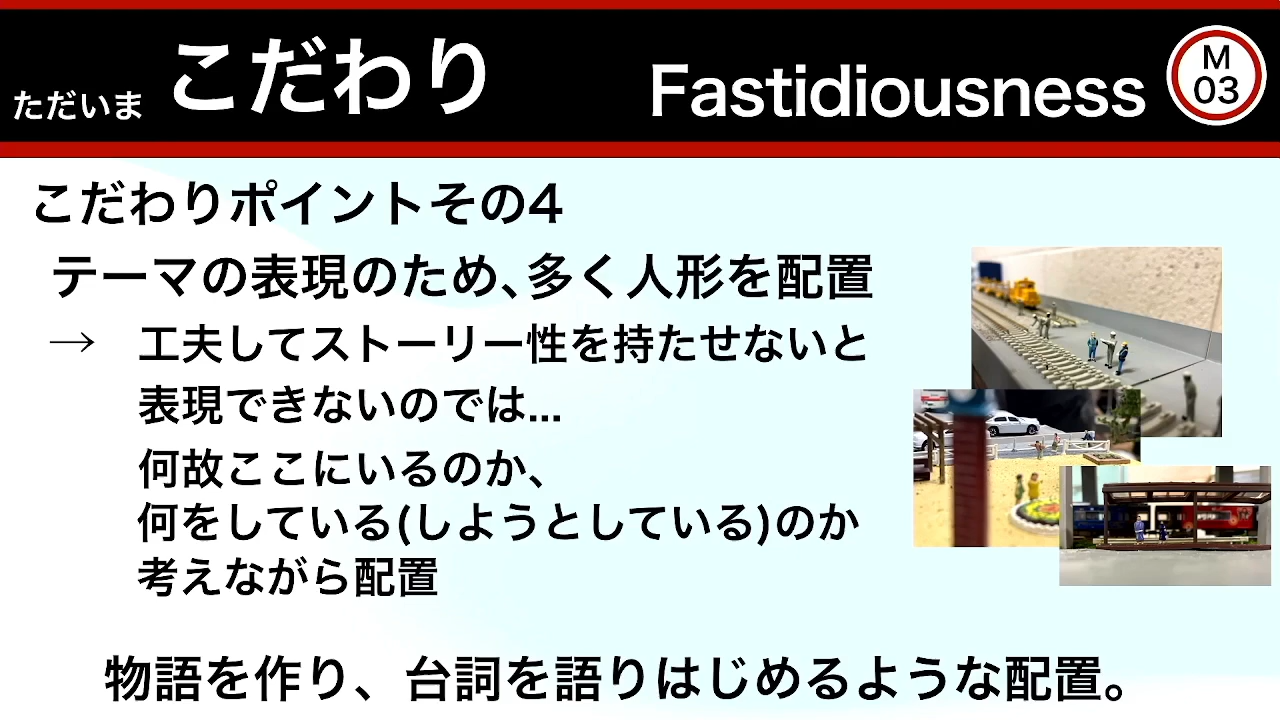 ただいま こだわり Fastidiousness
M
03
こだわりポイントその4
テーマの表現のため、多く人形を配置
→ 工夫してストーリー性を持たせないと
表現できないのでは...
何故ここにいるのか、
何をしている(しようとしている)のか
考えながら配置
物語を作り、台詞を語りはじめるような配置。